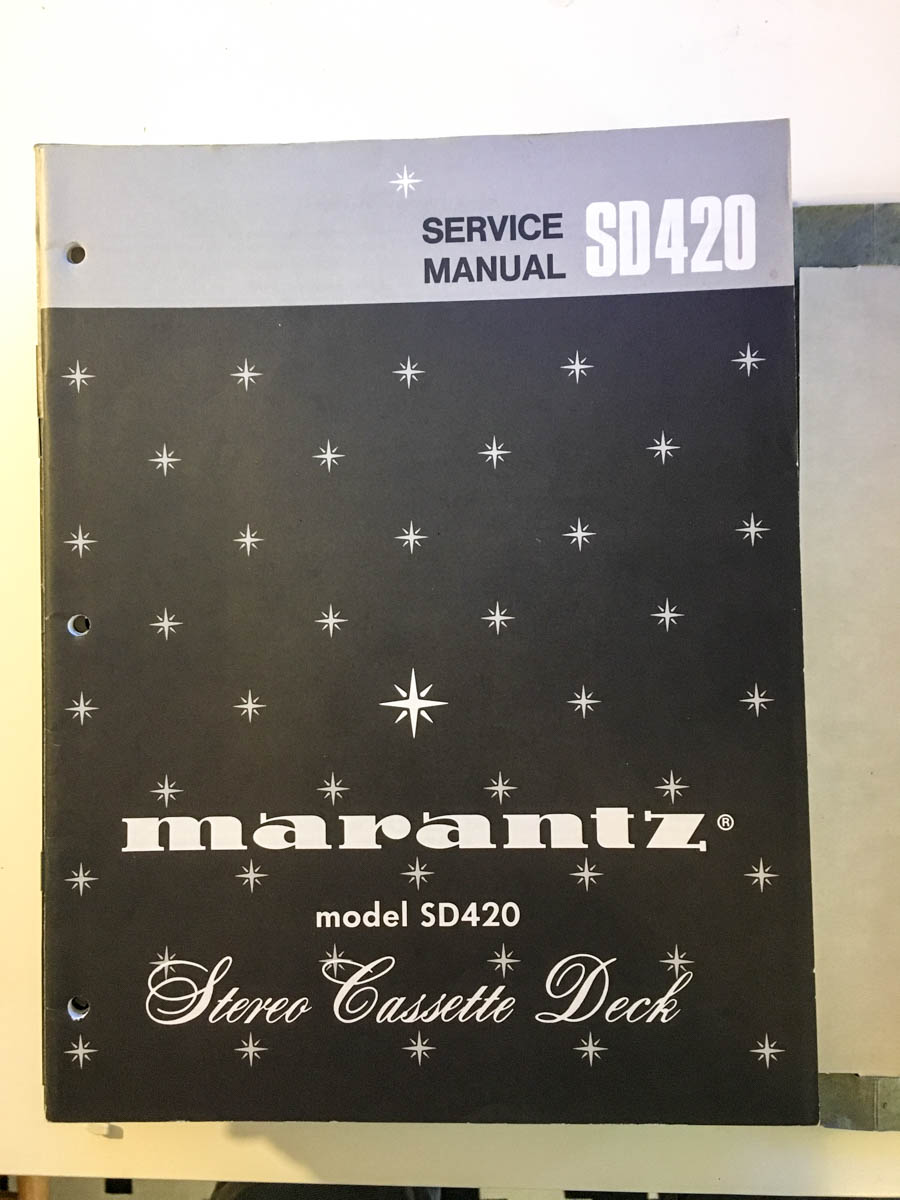 SERVICE SD420
MANUAL
marantz®
model SD420
Stereo Cassette Deck